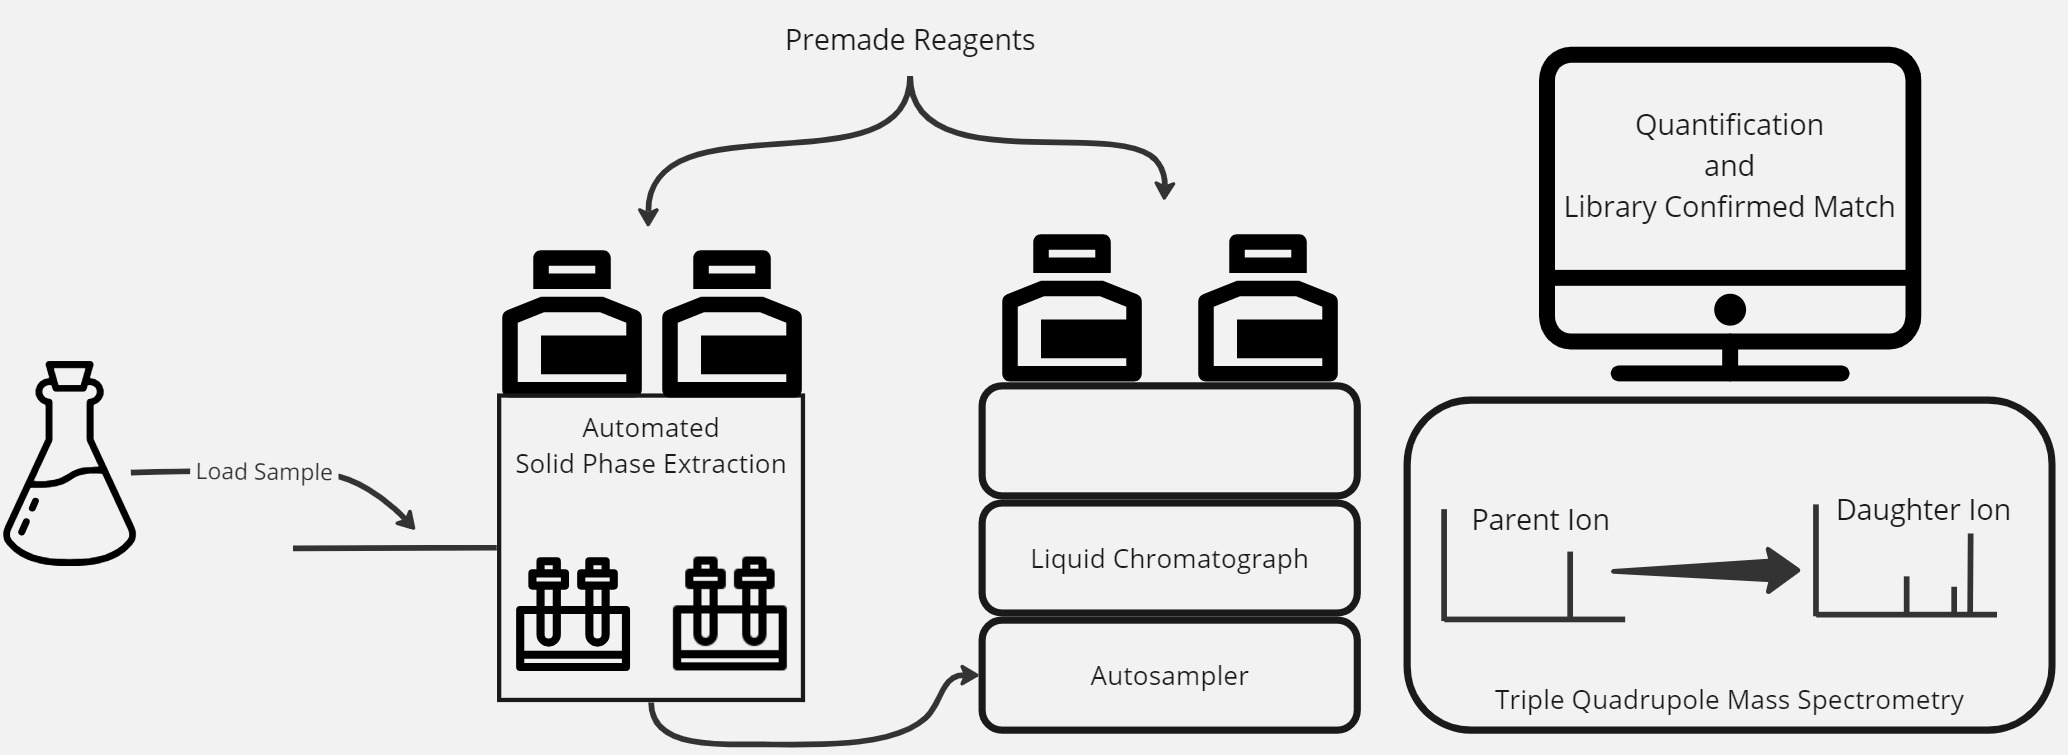 Premade Reagents
Quantification
and
Library Confirmed Match
Load Sample
Automated
Solid Phase Extraction
Liquid Chromatograph
Autosampler
Parent Ion
Daughter Ion
Triple Quadrupole Mass Spectrometry